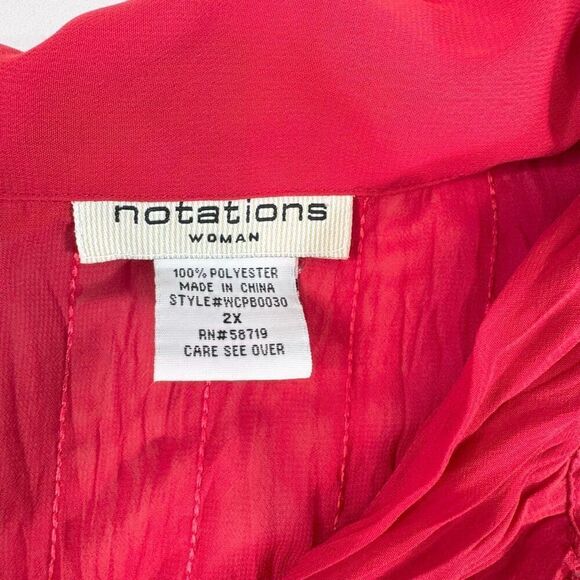 notations
WOMAN
100% POLYESTER
MADE IN CHINA
STYLE#WCPB0030
2X
RN#58719
CARE SEE OVER